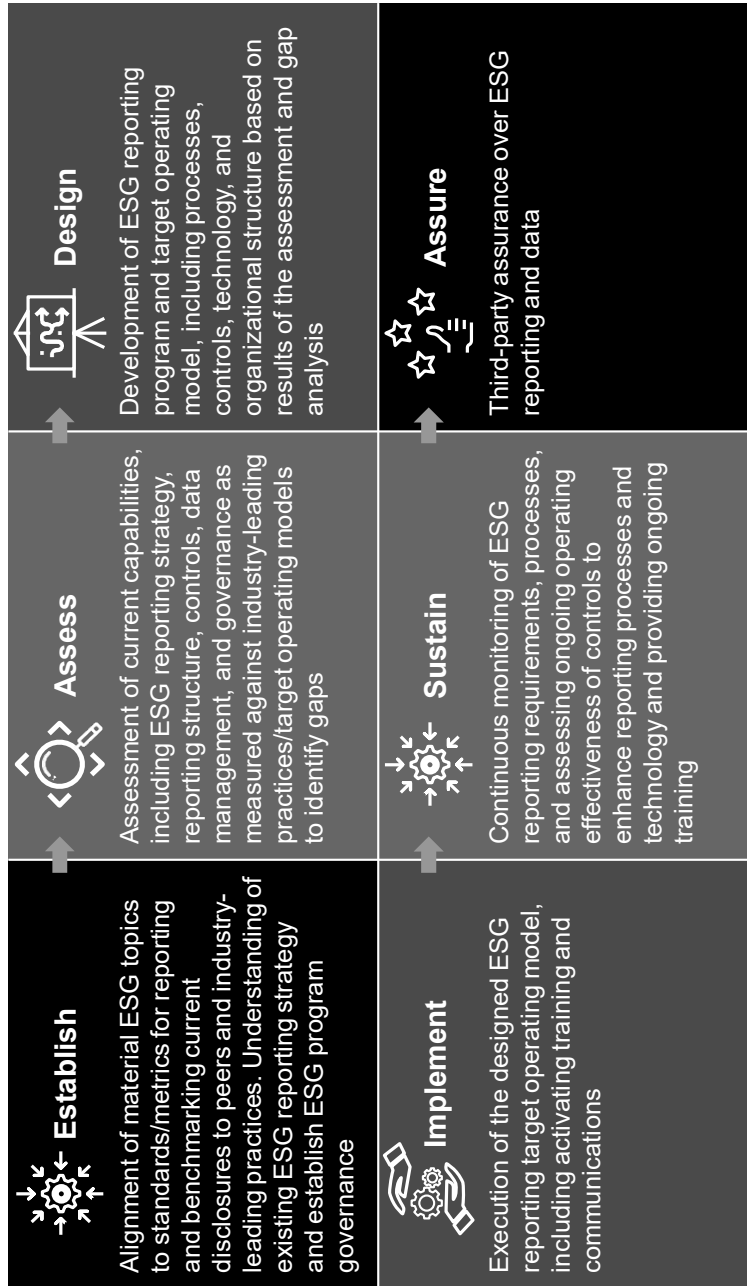 Establish
Alignment of material ESG topics
to standards/metrics for reporting
and benchmarking current
disclosures to peers and industry-
leading practices. Understanding of
existing ESG reporting strategy
and establish ESG program
governance
Assess
Assessment of current capabilities,
including ESG reporting strategy,
reporting structure, controls, data
management, and governance as
measured against industry-leading
practices/target operating models
to identify gaps
Design
Development of ESG reporting
program and target operating
model, including processes,
controls, technology, and
organizational structure based on
results of the assessment and gap
analysis
Implement
Execution of the designed ESG
reporting target operating model,
including activating training and
communications
Sustain
Continuous monitoring of ESG
reporting requirements, processes,
and assessing ongoing operating
effectiveness of controls to
enhance reporting processes and
technology and providing ongoing
training
Assure
Third-party assurance over ESG
reporting and data